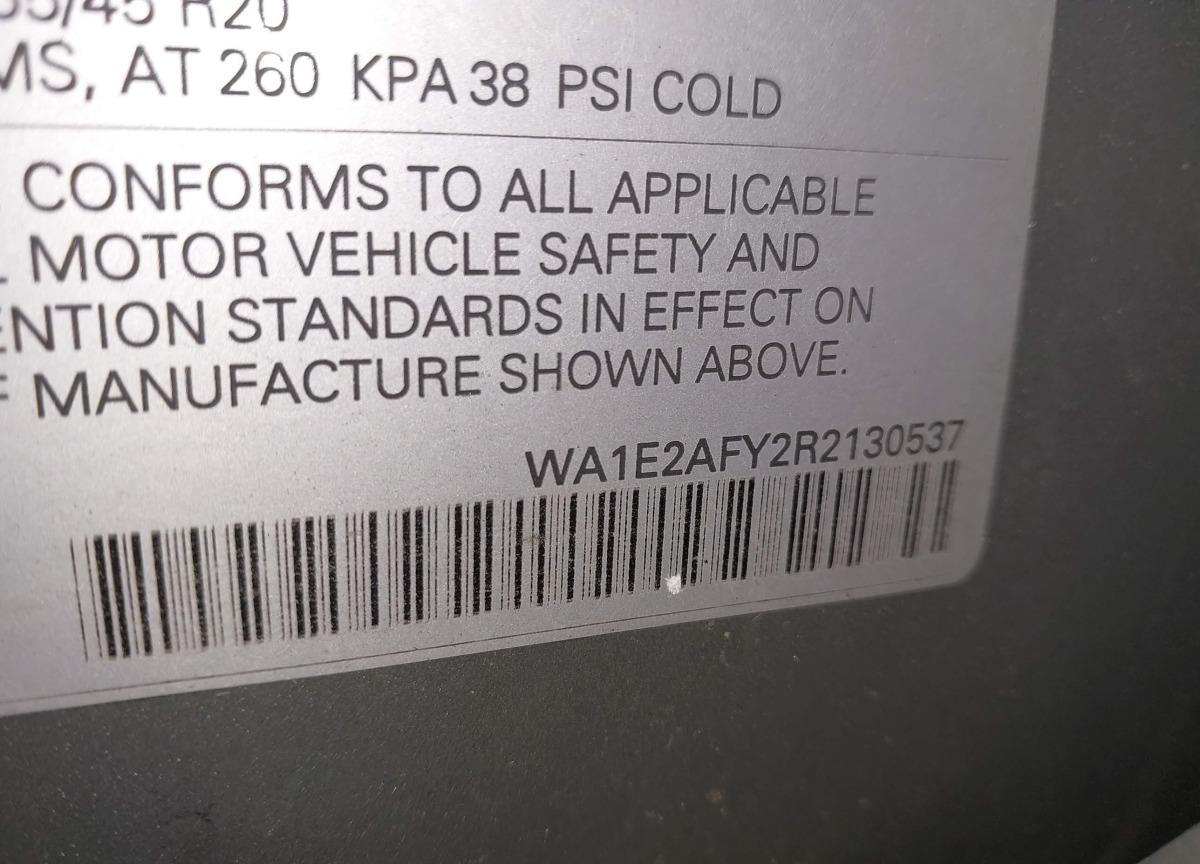 /45 R20
MS, AT 260 KPA 38 PSI COLD
CONFORMS TO ALL APPLICABLE
L MOTOR VEHICLE SAFETY AND
ENTION STANDARDS IN EFFECT ON
F MANUFACTURE SHOWN ABOVE.
WA1E2AFY2R2130537